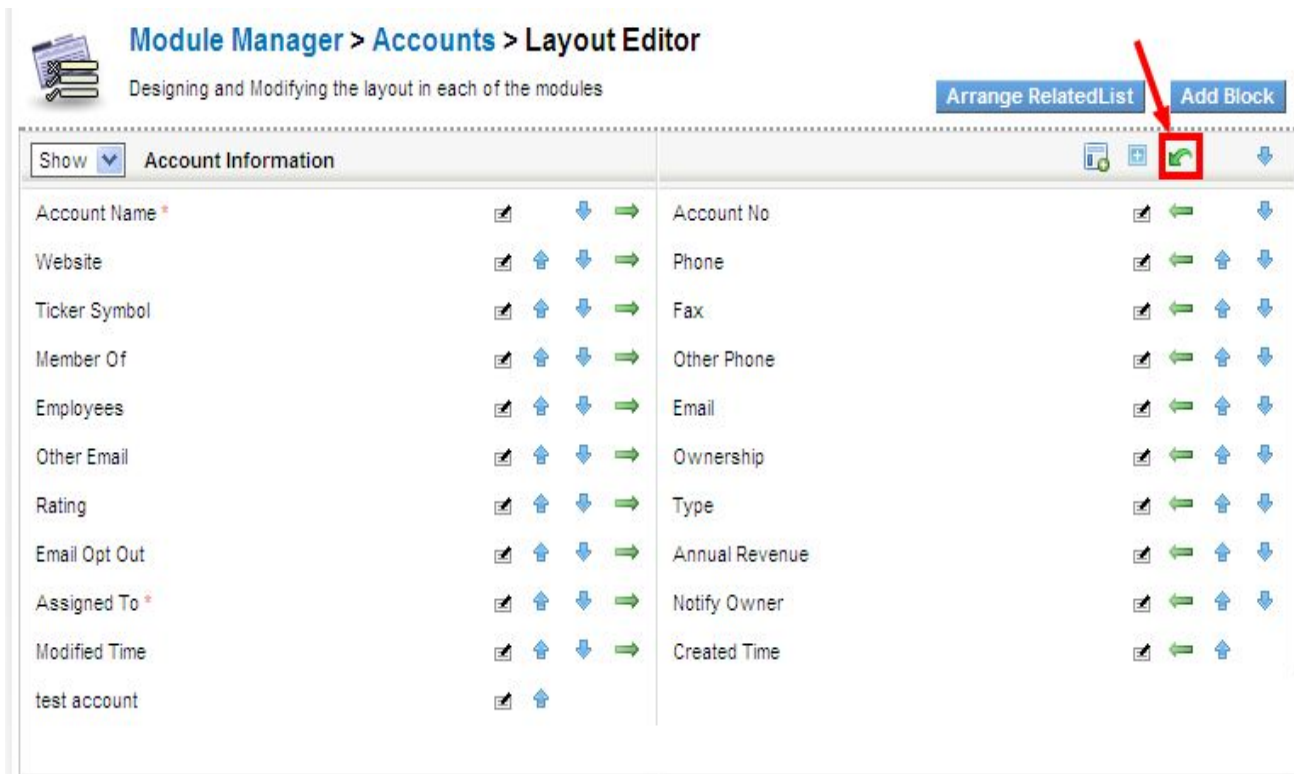 Module Manager > Accounts > Layout Editor
Designing and Modifying the layout in each of the modules
Arrange RelatedList
Add Block
Show
Account Information
Account Name *
Account No
Website
Phone
Ticker Symbol
Fax
Member Of
Other Phone
Employees
Email
Other Email
Ownership
Rating
Type
Email Opt Out
Annual Revenue
Assigned To *
Notify Owner
Modified Time
Created Time
test account